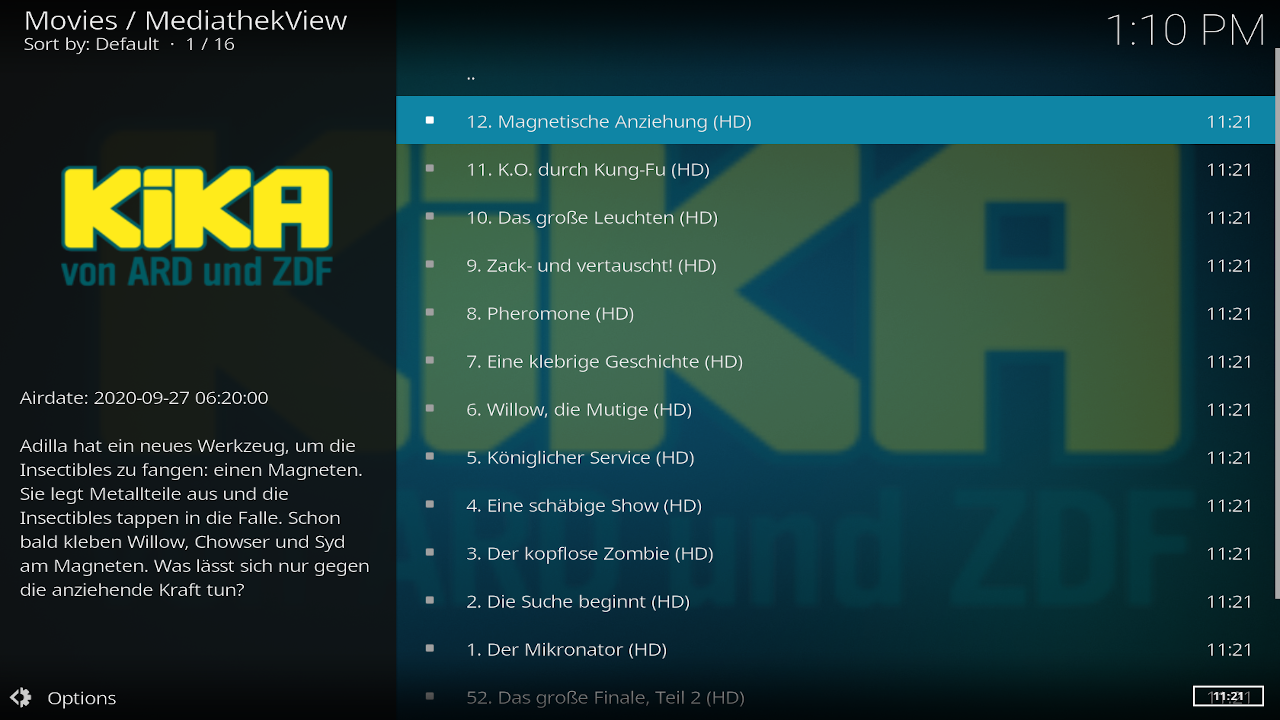 Movies / MediathekView
Sort by: Default · 1 / 16
1:10 PM
KiKA
von ARD und ZDF
Airdate: 2020-09-27 06:20:00
Adilla hat ein neues Werkzeug, um die
Insectibles zu fangen: einen Magneten.
Sie legt Metallteile aus und die
Insectibles tappen in die Falle. Schon
bald kleben Willow, Chowser und Syd
am Magneten. Was lässt sich nur gegen
die anziehende Kraft tun?
Options
..
12. Magnetische Anziehung (HD) 11:21
11. K.O. durch Kung-Fu (HD) 11:21
10. Das große Leuchten (HD) 11:21
9. Zack- und vertauscht! (HD) 11:21
8. Pheromone (HD) 11:21
7. Eine klebrige Geschichte (HD) 11:21
6. Willow, die Mutige (HD) 11:21
5. Königlicher Service (HD) 11:21
4. Eine schäbige Show (HD) 11:21
3. Der kopflose Zombie (HD) 11:21
2. Die Suche beginnt (HD) 11:21
1. Der Mikronator (HD) 11:21
52. Das große Finale, Teil 2 (HD) 11:21
11:21
KiKA
ARD und ZDF